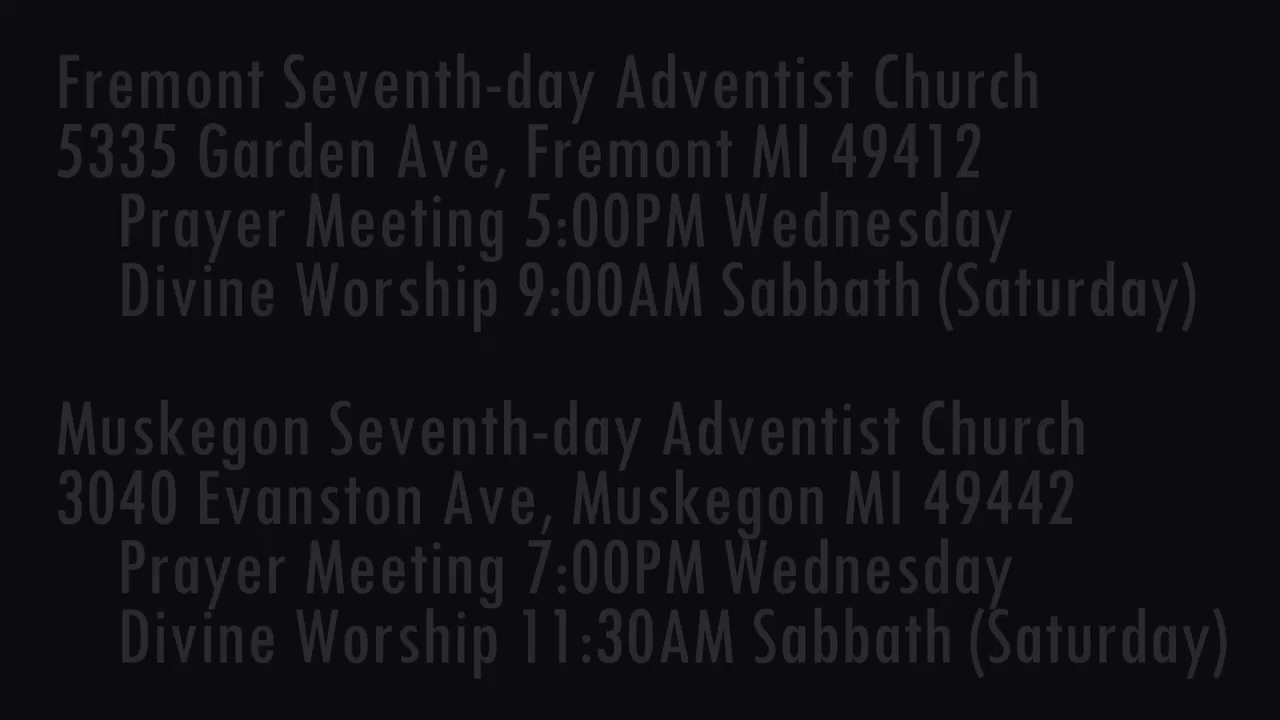 Fremont Seventh-day Adventist Church
5335 Garden Ave, Fremont MI 49412
Prayer Meeting 5:00PM Wednesday
Divine Worship 9:00AM Sabbath (Saturday)
Muskegon Seventh-day Adventist Church
3040 Evanston Ave, Muskegon MI 49442
Prayer Meeting 7:00PM Wednesday
Divine Worship 11:30AM Sabbath (Saturday)